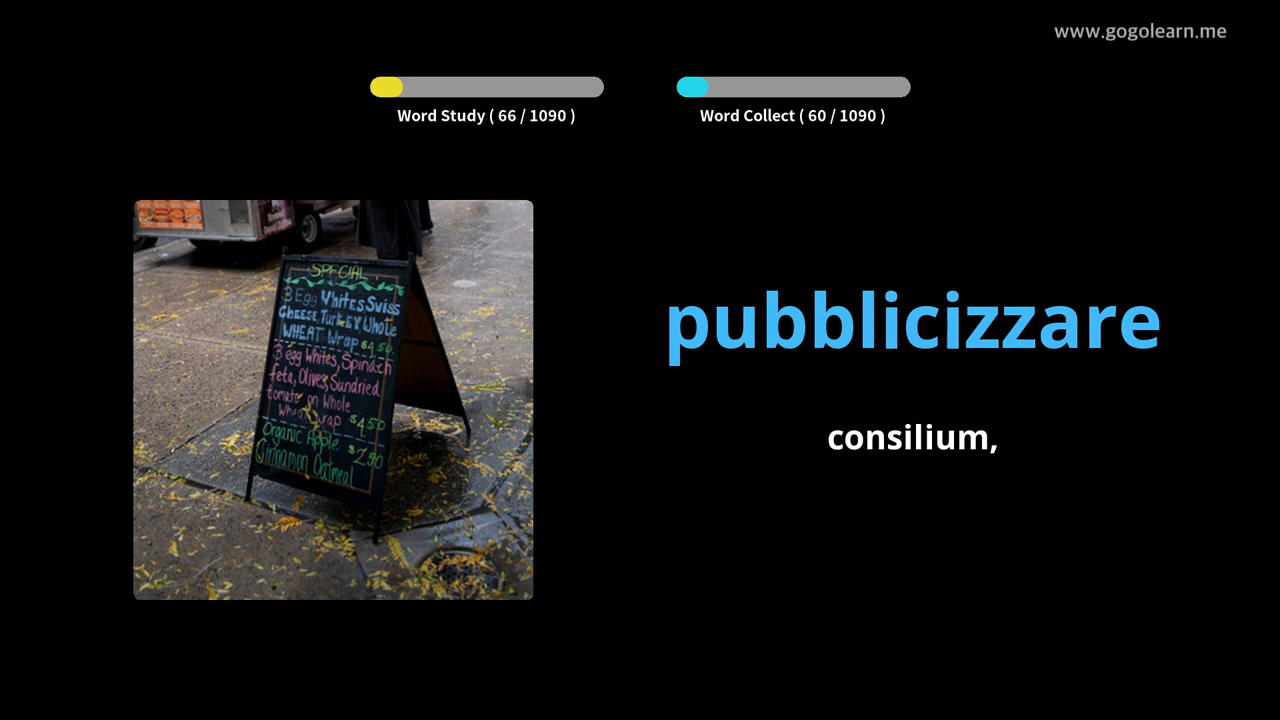 www.gogolearn.me
Word Study ( 66 / 1090 )
Word Collect ( 60 / 1090 )
SPECIAL
3 Egg Whites, Swiss
Cheese, Turkey Whole
WHEAT Wrap $4.50
3 egg Whites, Spinach
feta, Olives, Sundried
tomato on Whole
Wheat wrap $4.50
Organic Apple
Cinnamon Oatmeal $2.50
pubblicizzare
consilium,